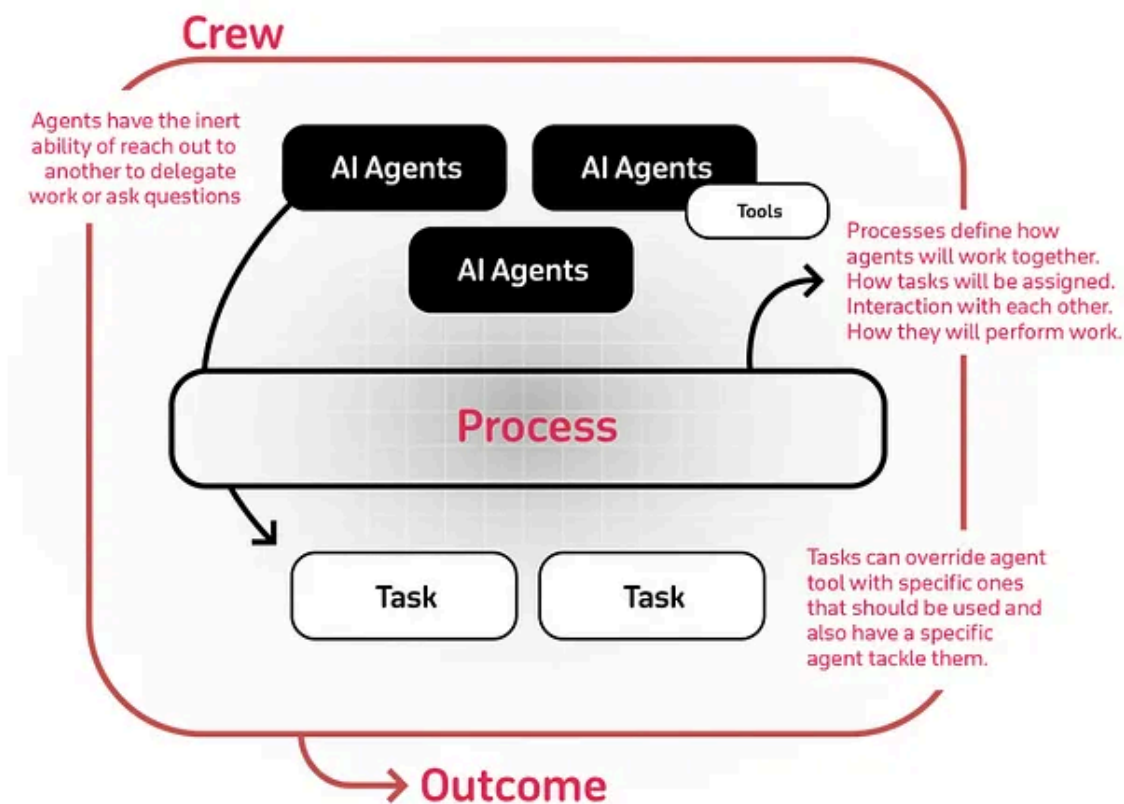 Crew
Agents have the inert
ability of reach out to
another to delegate
work or ask questions
AI Agents
AI Agents
Tools
AI Agents
Processes define how
agents will work together.
How tasks will be assigned.
Interaction with each other.
How they will perform work.
Process
Task
Task
Tasks can override agent
tool with specific ones
that should be used and
also have a specific
agent tackle them.
Outcome